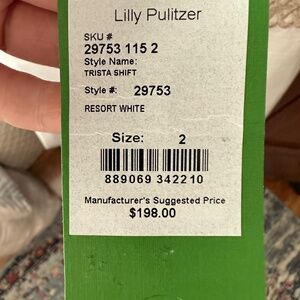 Lilly Pulitzer
SKU #
29753 115 2
Style Name:
TRISTA SHIFT
Style #: 29753
RESORT WHITE
Size: 2
889069 342210
Manufacturer's Suggested Price
$198.00